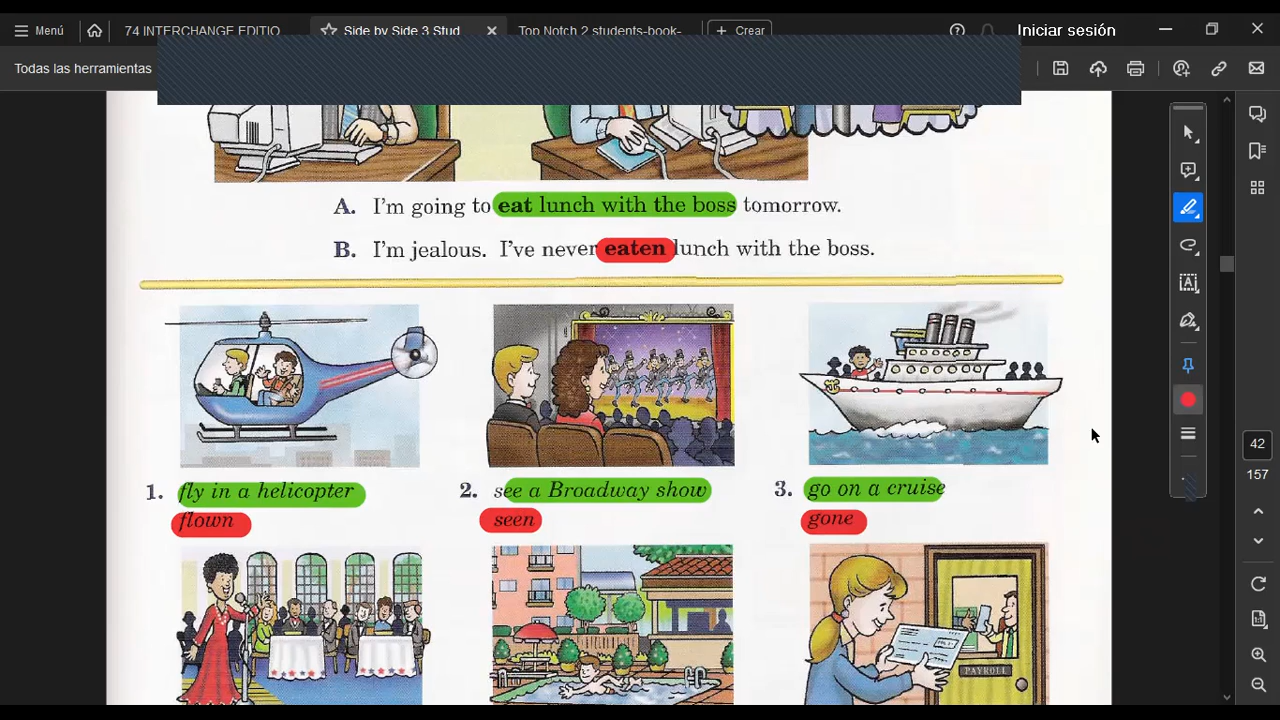 Menú
74 INTERCHANGE EDITIO
Side by Side 3 Stud
Top Notch 2 students-book-
Crear
Iniciar sesión
Todas las herramientas
A. I'm going to eat lunch with the boss tomorrow.
B. I'm jealous. I've never eaten lunch with the boss.
1. fly in a helicopter
flown
2. see a Broadway show
seen
3. go on a cruise
gone
PAYROLL
42
157